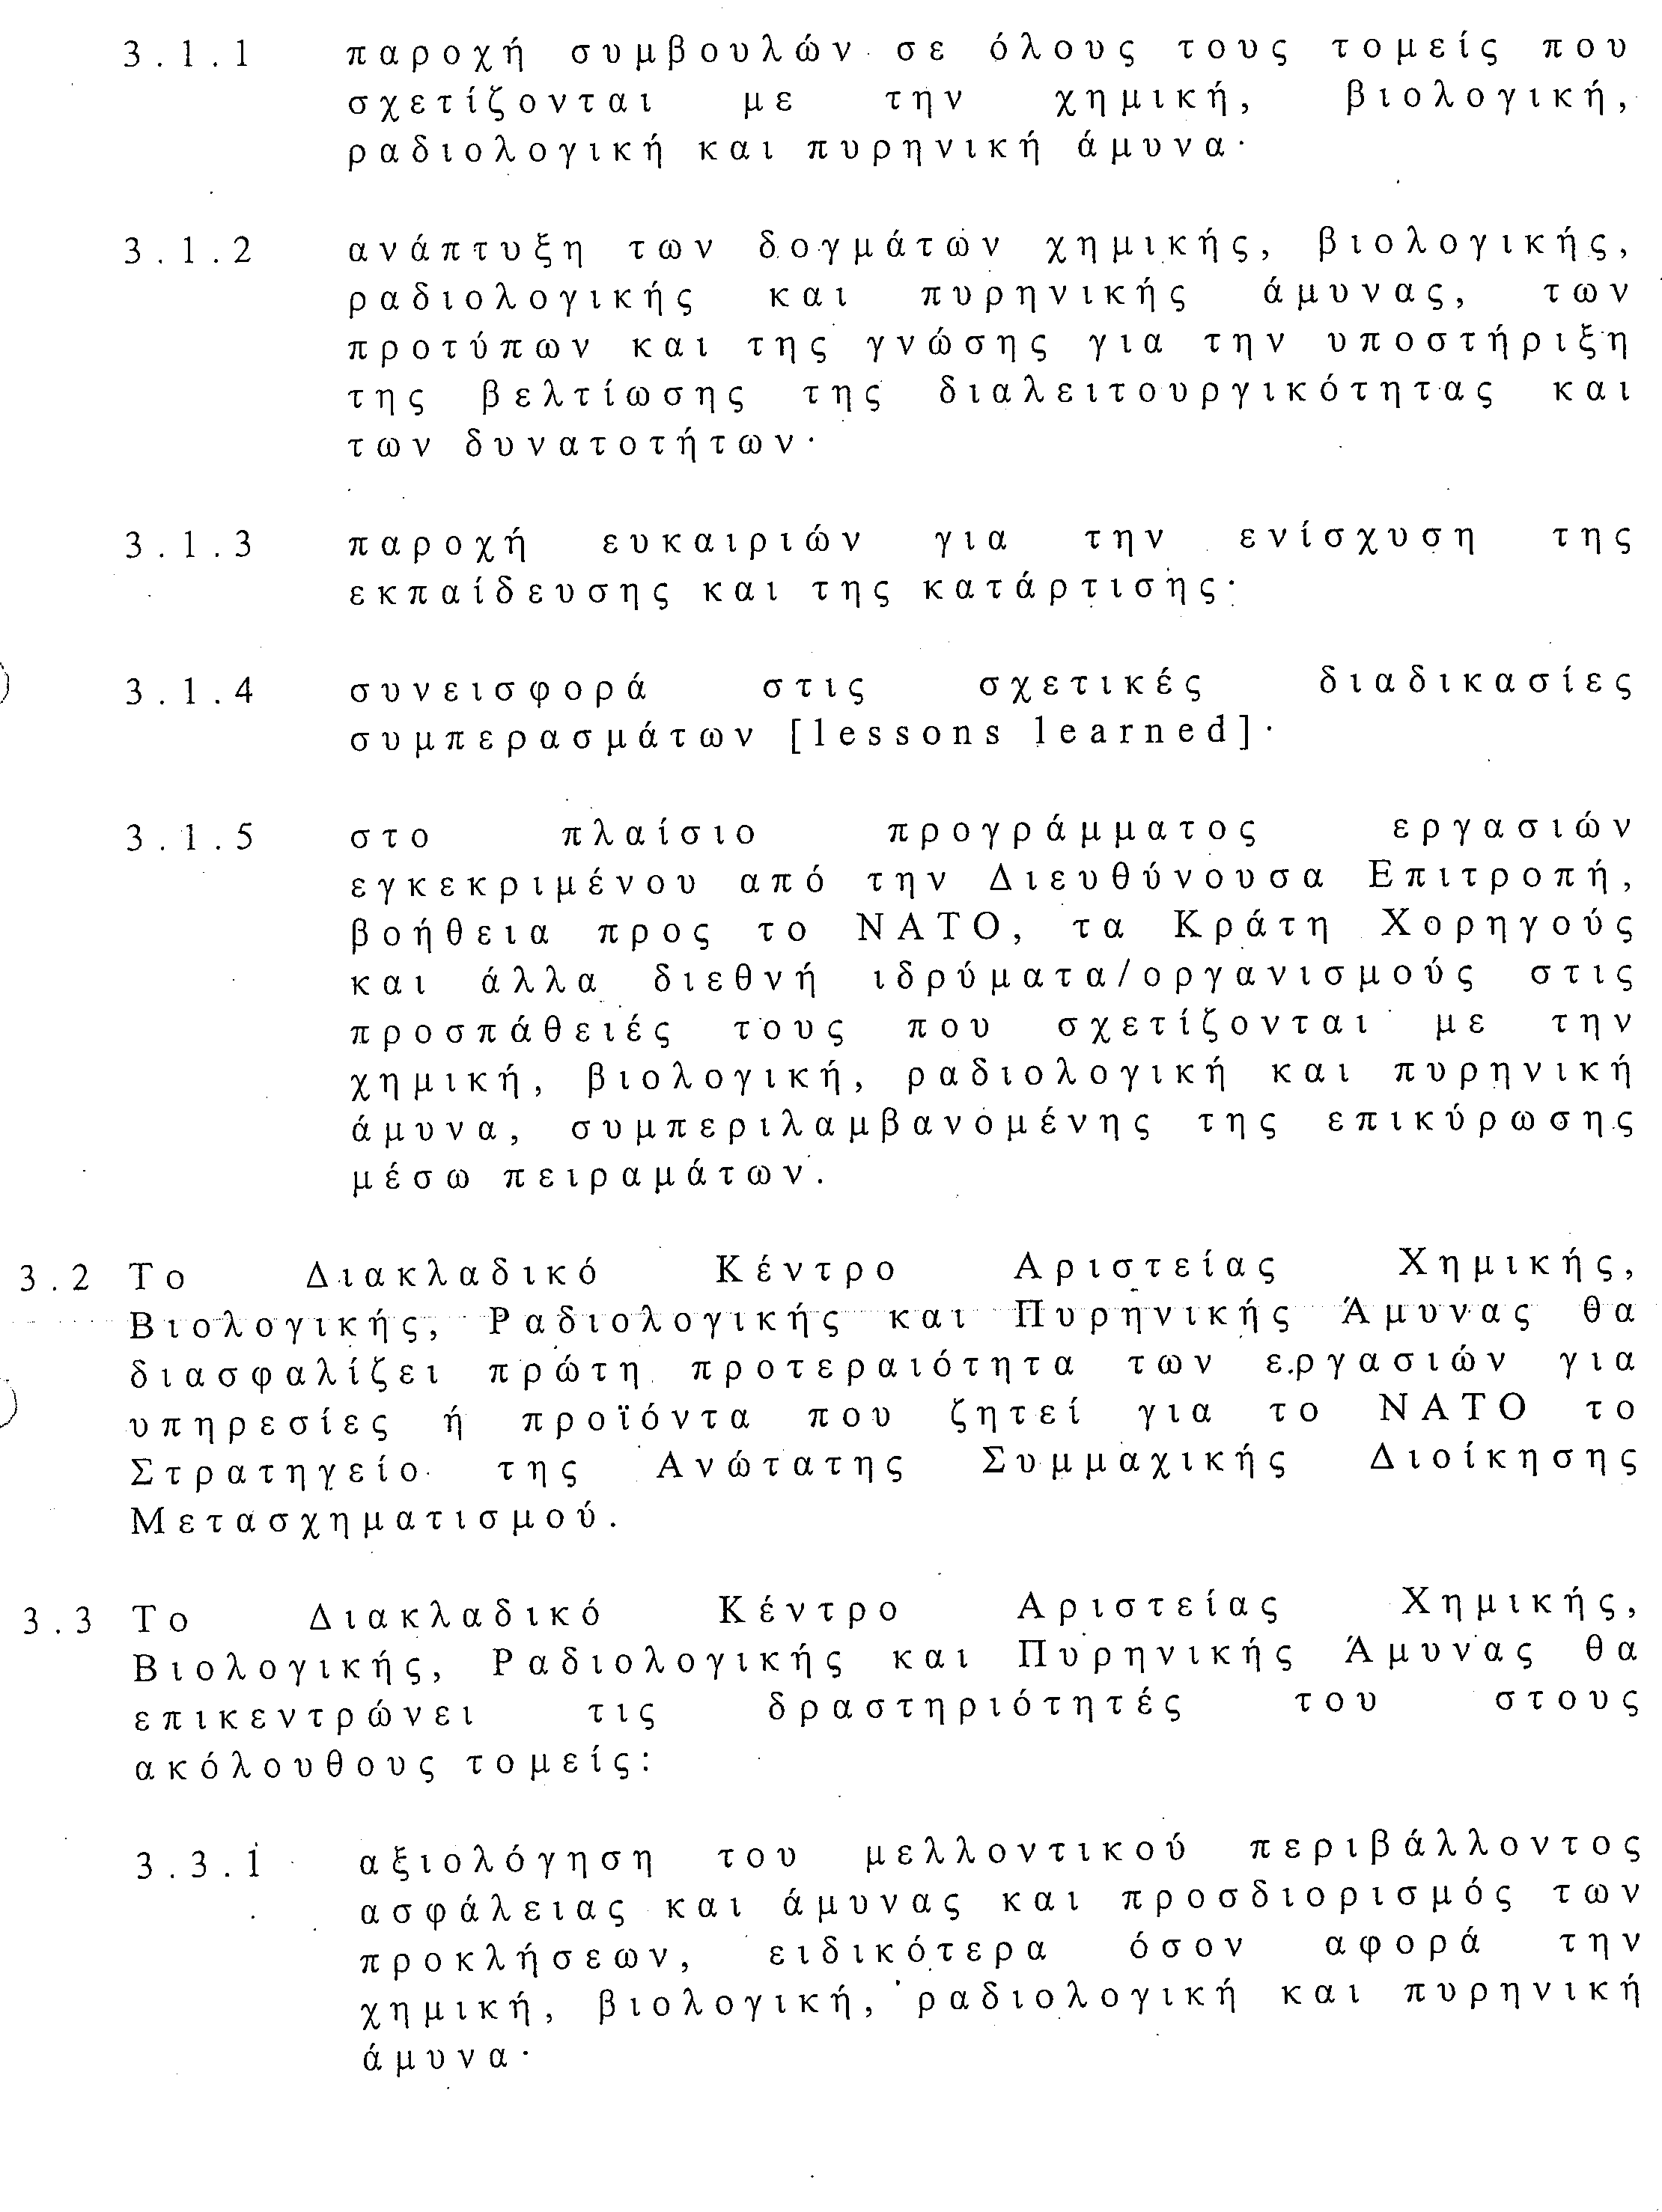 3.1.1 παροχή συμβουλών σε όλους τους τομείς που
σχετίζονται με την χημική, βιολογική,
ραδιολογική και πυρηνική άμυνα·
3.1.2 ανάπτυξη των δογμάτων χημικής, βιολογικής,
ραδιολογικής και πυρηνικής άμυνας, των
προτύπων και της γνώσης για την υποστήριξη
της βελτίωσης της διαλειτουργικότητας και
των δυνατοτήτων·
3.1.3 παροχή ευκαιριών για την ενίσχυση της
εκπαίδευσης και της κατάρτισης·
3.1.4 συνεισφορά στις σχετικές διαδικασίες
συμπερασμάτων [lessons learned]·
3.1.5 στο πλαίσιο προγράμματος εργασιών
εγκεκριμένου από την Διευθύνουσα Επιτροπή,
βοήθεια προς το ΝΑΤΟ, τα Κράτη Χορηγούς
και άλλα διεθνή ιδρύματα/οργανισμούς στις
προσπάθειές τους που σχετίζονται με την
χημική, βιολογική, ραδιολογική και πυρηνική
άμυνα, συμπεριλαμβανομένης της επικύρωσης
μέσω πειραμάτων.
3.2 Το Διακλαδικό Κέντρο Αριστείας Χημικής,
Βιολογικής, Ραδιολογικής και Πυρηνικής Άμυνας θα
διασφαλίζει πρώτη προτεραιότητα των εργασιών για
υπηρεσίες ή προϊόντα που ζητεί για το ΝΑΤΟ το
Στρατηγείο της Ανώτατης Συμμαχικής Διοίκησης
Μετασχηματισμού.
3.3 Το Διακλαδικό Κέντρο Αριστείας Χημικής,
Βιολογικής, Ραδιολογικής και Πυρηνικής Άμυνας θα
επικεντρώνει τις δραστηριότητές του στους
ακόλουθους τομείς:
3.3.1 αξιολόγηση του μελλοντικού περιβάλλοντος
ασφάλειας και άμυνας και προσδιορισμός των
προκλήσεων, ειδικότερα όσον αφορά την
χημική, βιολογική, ραδιολογική και πυρηνική
άμυνα·